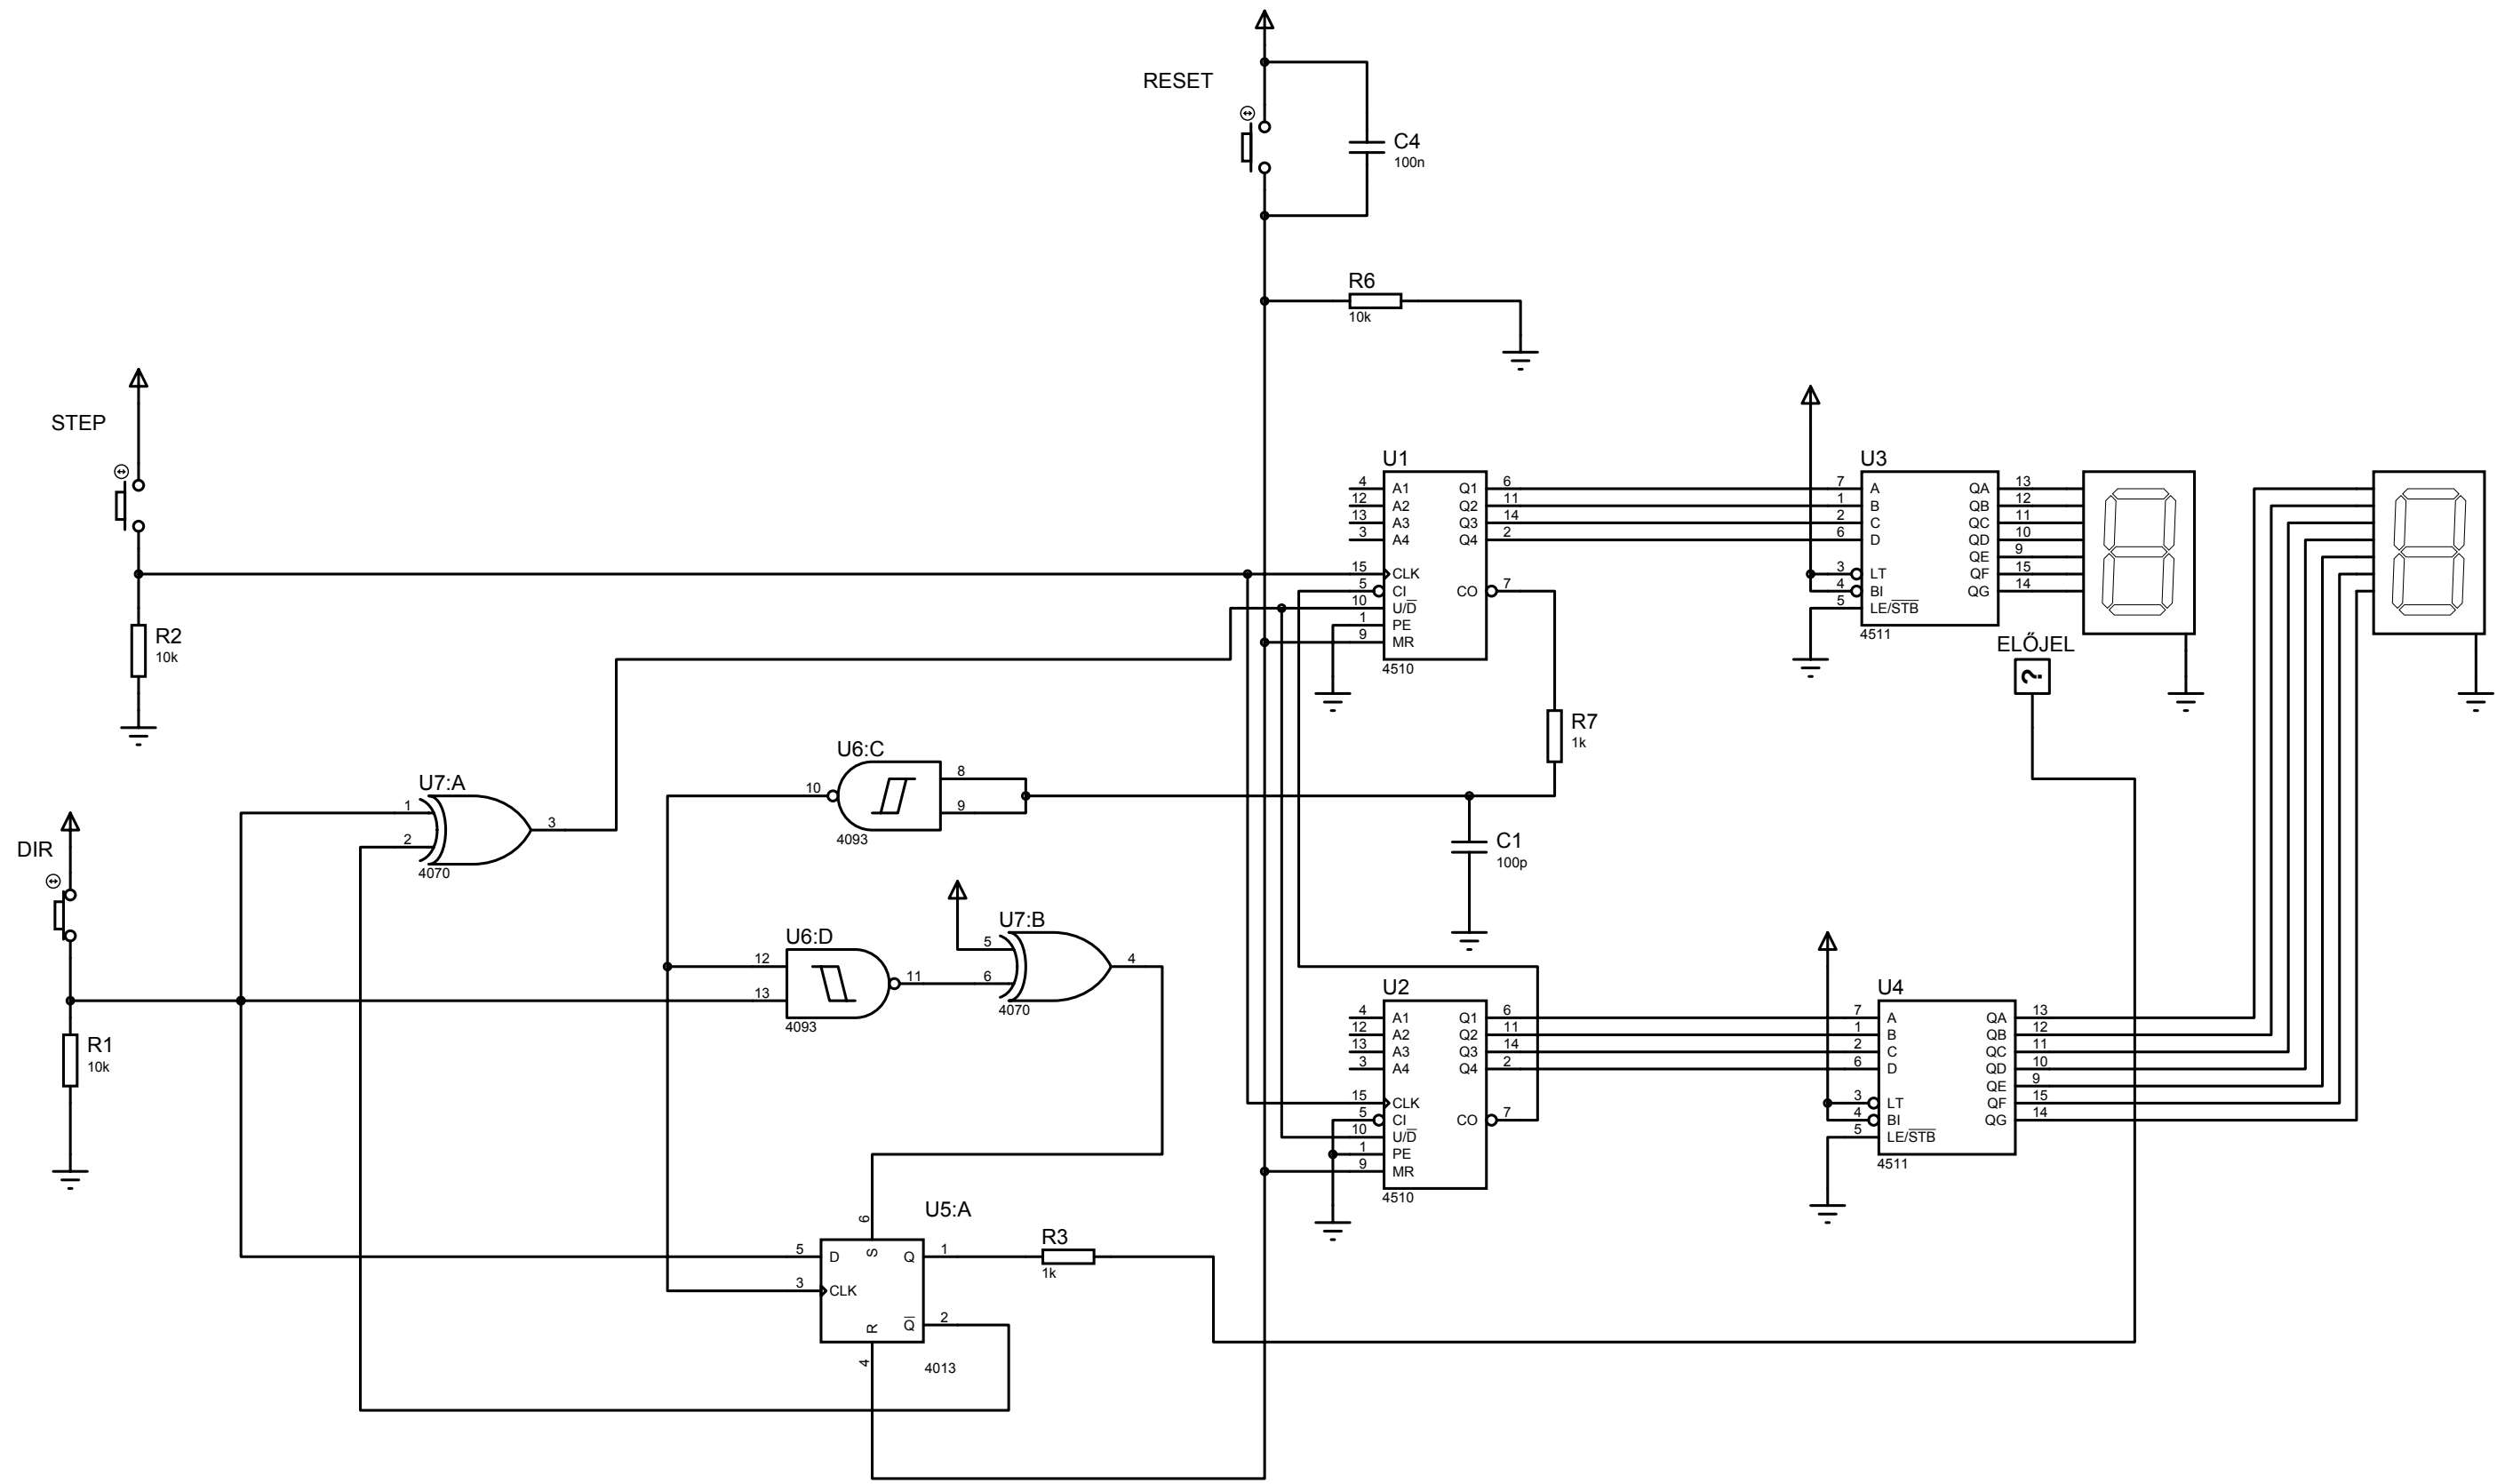 RESET
C4
100n
R6
10k
STEP
R2
10k
DIR
R1
10k
U7:A
1
2
3
4070
U6:C
10
8
9
4093
U6:D
12
13
11
4093
U7:B
5
6
4
4070
U5:A
5 D S Q 1
3 CLK
R Q 2
6
4
4013
R3
1k
U1
4 A1 Q1 6
12 A2 Q2 11
13 A3 Q3 14
3 A4 Q4 2
15 CLK
5 CI CO 7
10 U/D
1 PE
9 MR
4510
R7
1k
C1
100p
U2
4 A1 Q1 6
12 A2 Q2 11
13 A3 Q3 14
3 A4 Q4 2
15 CLK
5 CI CO 7
10 U/D
1 PE
9 MR
4510
U3
7 A QA 13
1 B QB 12
2 C QC 11
6 D QD 10
QE 9
3 LT QF 15
4 BI QG 14
5 LE/STB
4511
ELŐJEL
?
U4
7 A QA 13
1 B QB 12
2 C QC 11
6 D QD 10
QE 9
3 LT QF 15
4 BI QG 14
5 LE/STB
4511